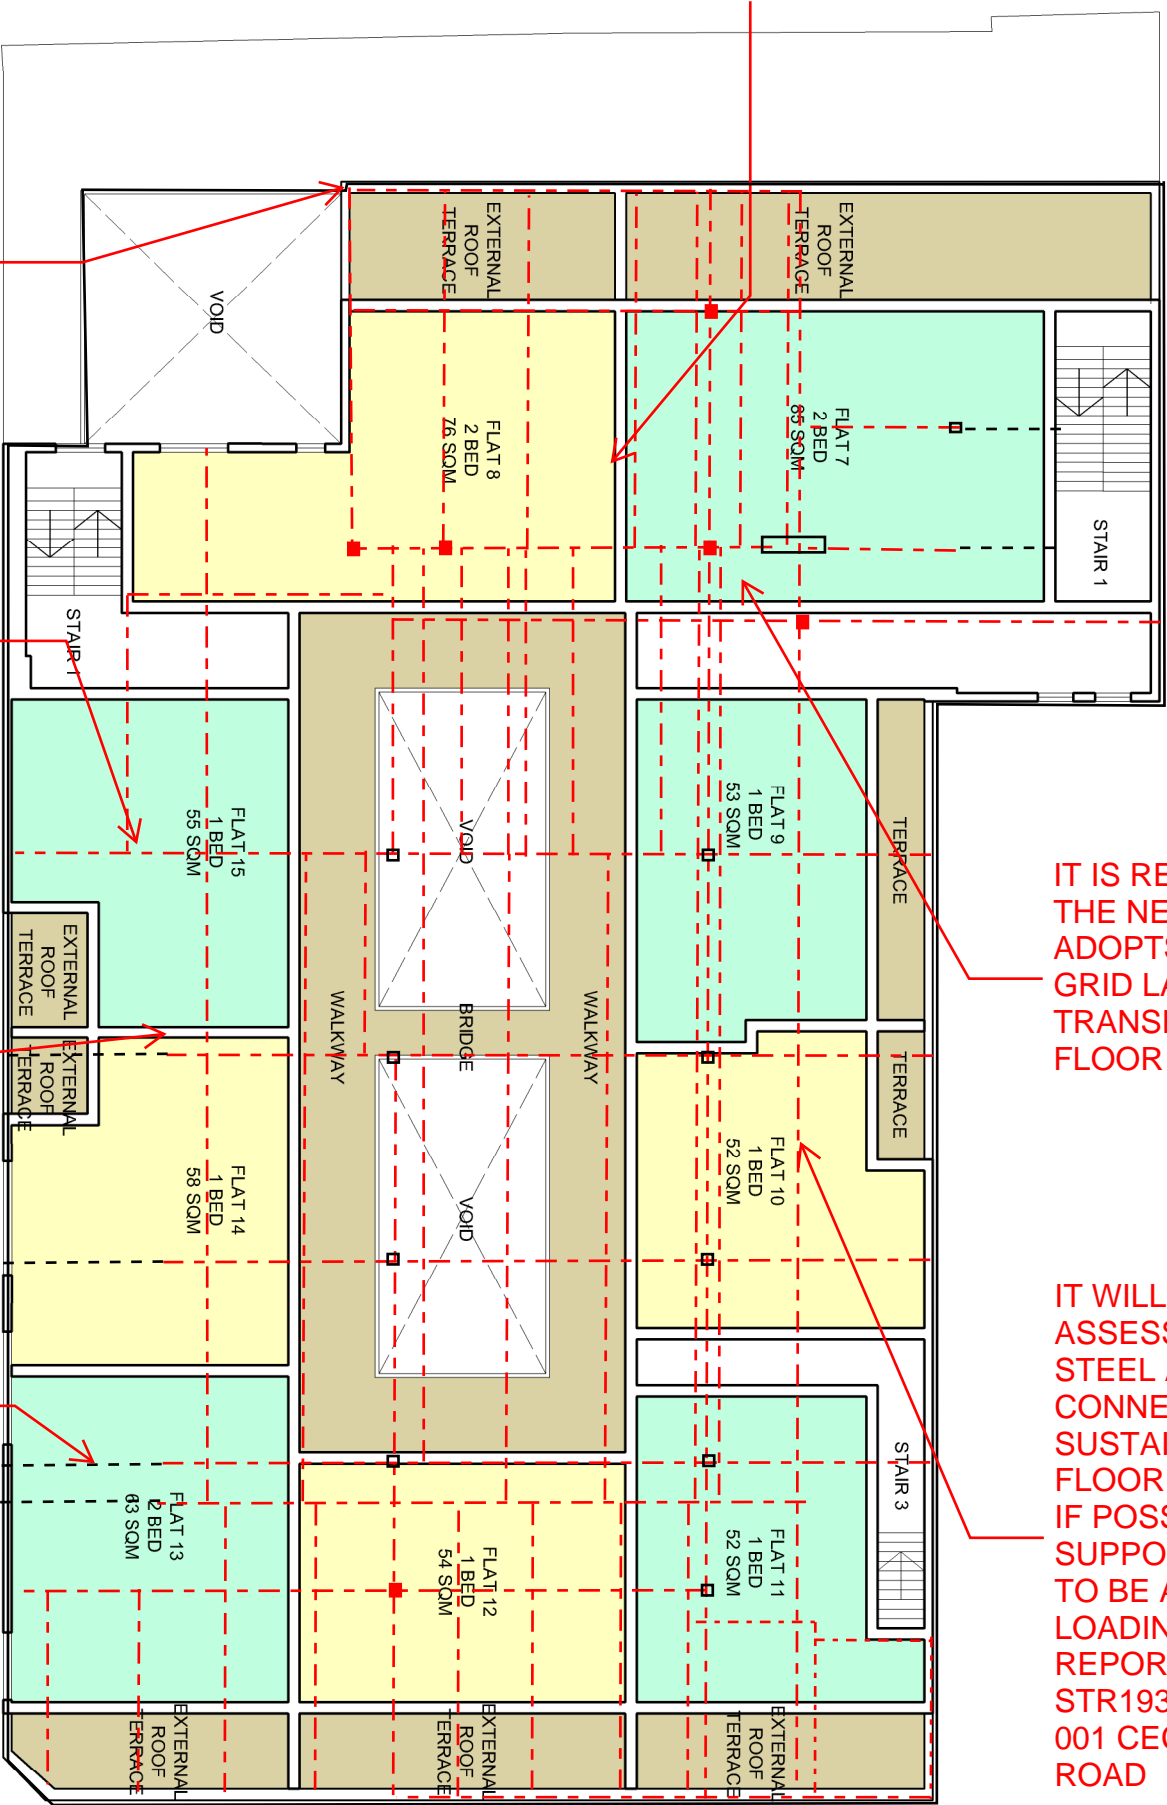 EXTERNAL
ROOF
TERRACE
EXTERNAL
ROOF
TERRACE
VOID
FLAT 8
2 BED
76 SQM
FLAT 7
2 BED
85 SQM
STAIR 1
STAIR 1
FLAT 15
1 BED
55 SQM
VOID
FLAT 9
1 BED
53 SQM
TERRACE
EXTERNAL
ROOF
TERRACE
WALKWAY
BRIDGE
WALKWAY
EXTERNAL
ROOF
TERRACE
TERRACE
FLAT 14
1 BED
58 SQM
VOID
FLAT 10
1 BED
52 SQM
FLAT 13
2 BED
63 SQM
FLAT 12
1 BED
54 SQM
FLAT 11
1 BED
52 SQM
STAIR 3
EXTERNAL
ROOF
TERRACE
EXTERNAL
ROOF
TERRACE
EXTERNAL
ROOF
TERRACE
IT IS RE
THE NE
ADOPTS
GRID LA
TRANS
FLOOR
IT WILL
ASSESS
STEEL
CONNE
SUSTAI
FLOOR
IF POSS
SUPPO
TO BE A
LOADIN
REPOR
STR193
001 CEC
ROAD